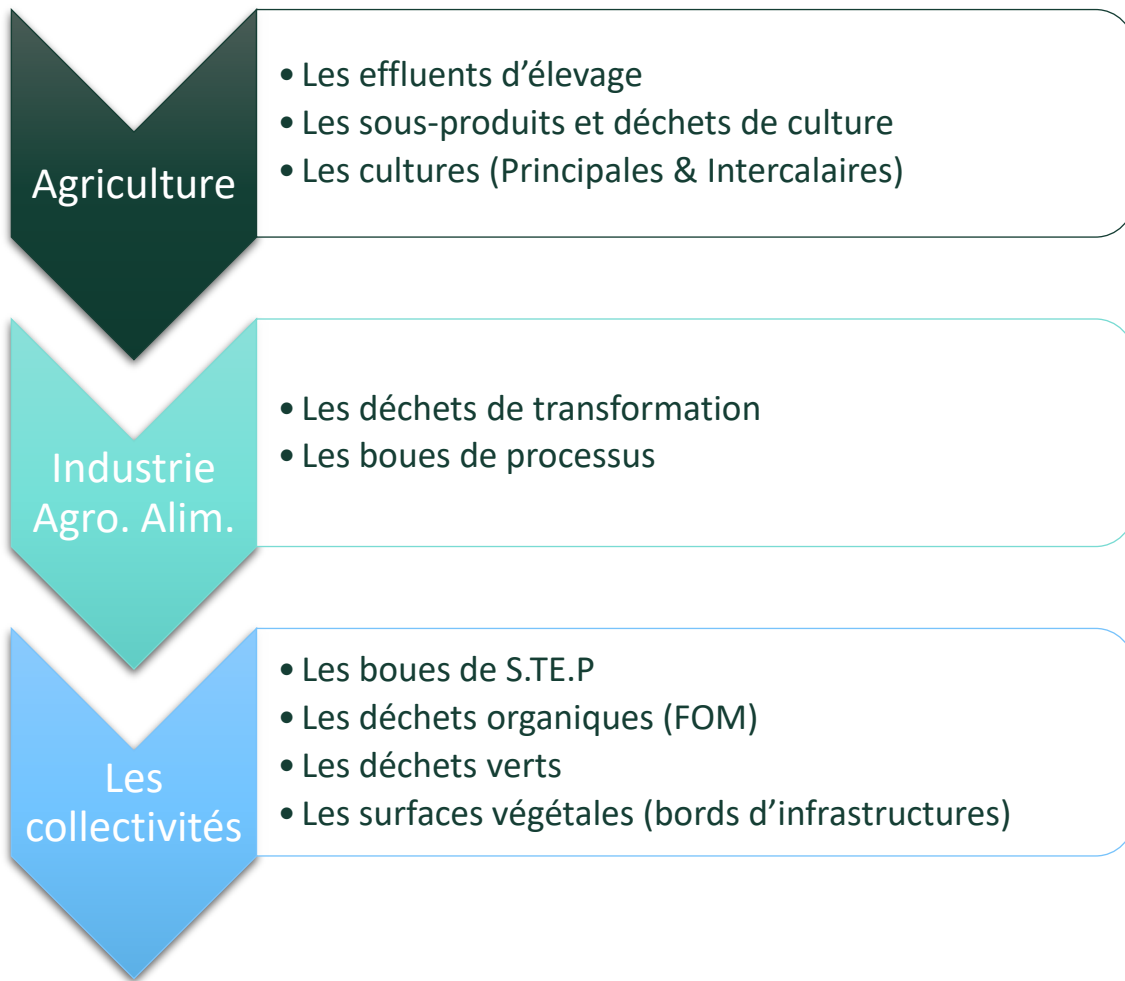 Agriculture
• Les effluents d’élevage
• Les sous-produits et déchets de culture
• Les cultures (Principales & Intercalaires)
Industrie
Agro. Alim.
• Les déchets de transformation
• Les boues de processus
Les
collectivités
• Les boues de S.TE.P
• Les déchets organiques (FOM)
• Les déchets verts
• Les surfaces végétales (bords d’infrastructures)